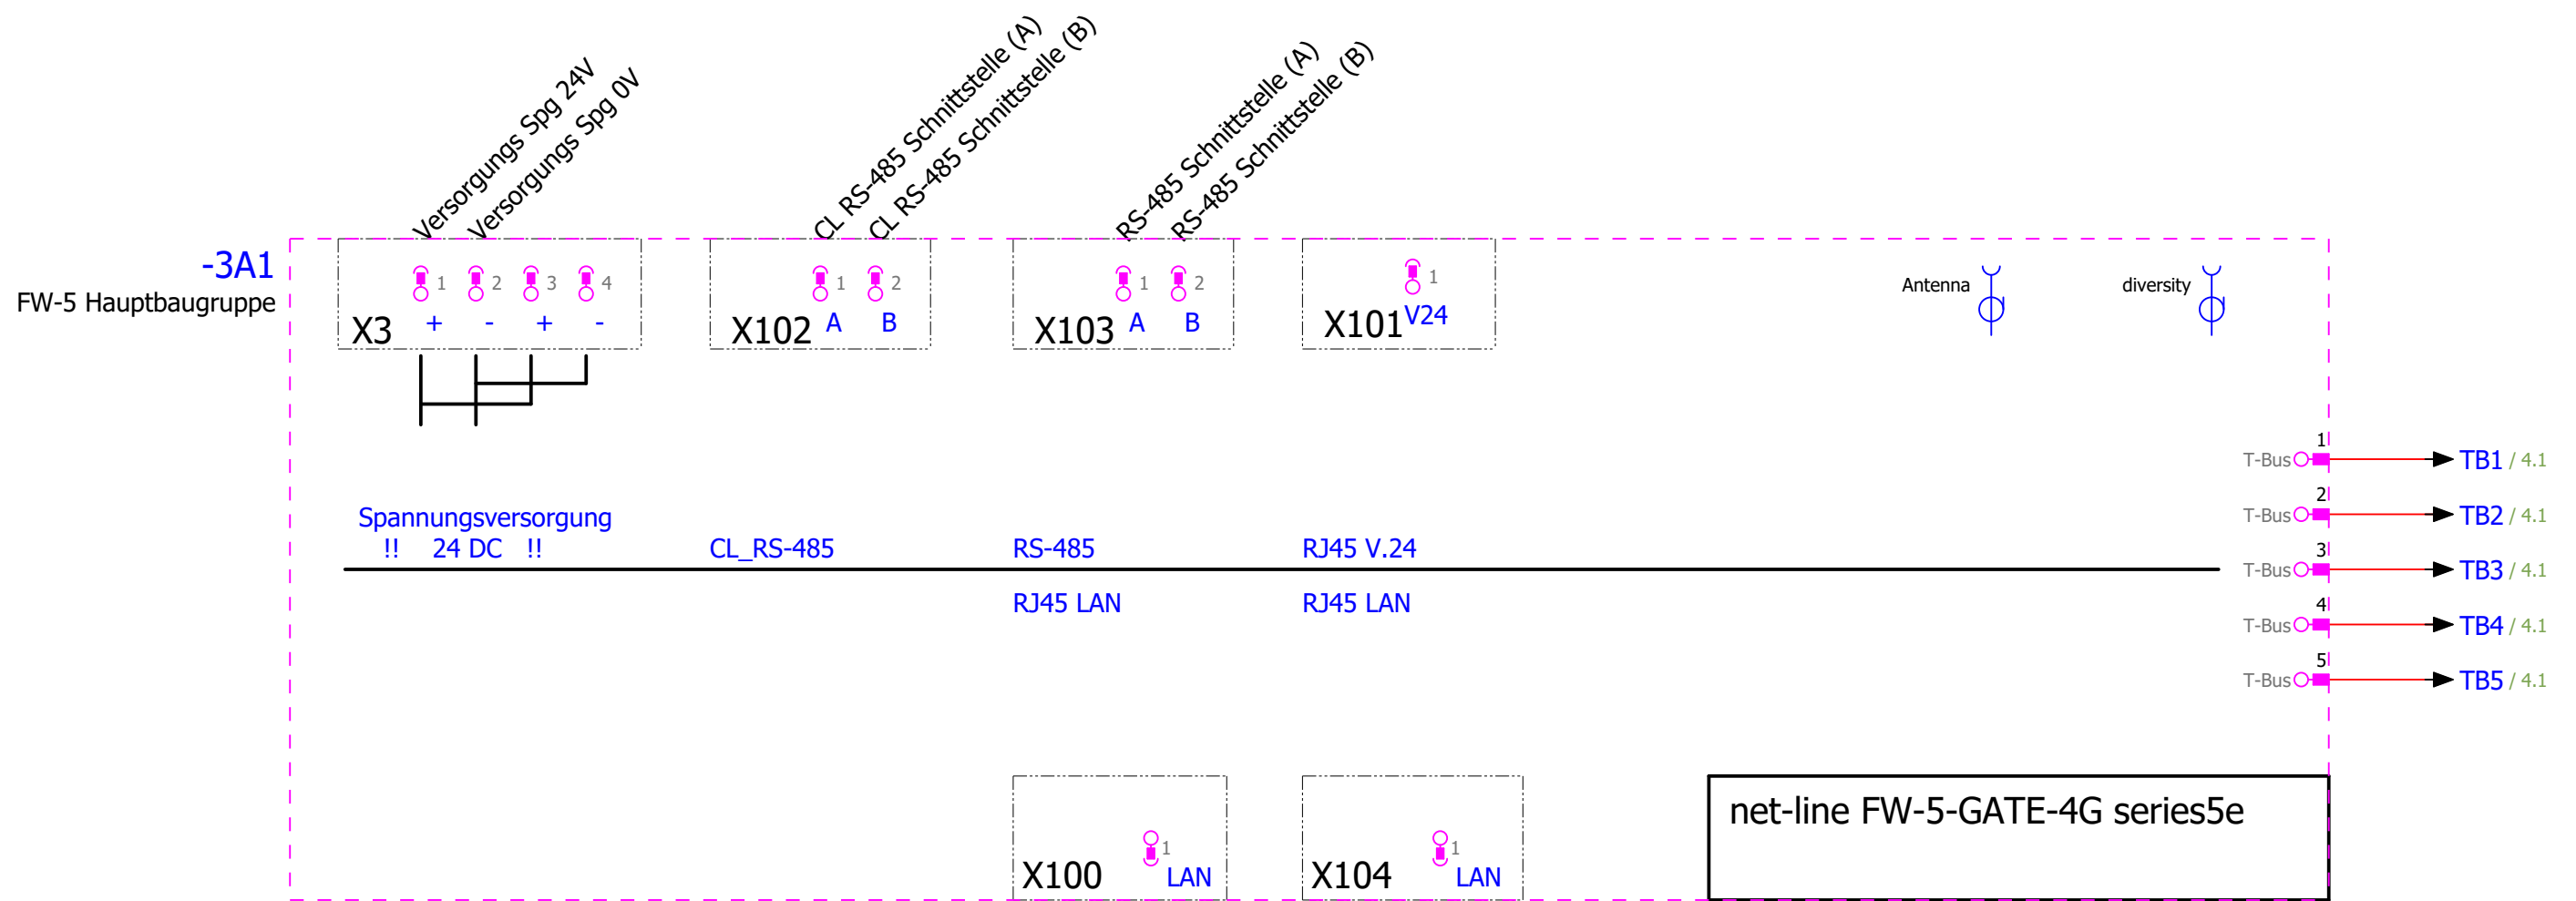 Versorgungs Spg 24V
Versorgungs Spg 0V
CL RS-485 Schnittstelle (A)
CL RS-485 Schnittstelle (B)
RS-485 Schnittstelle (A)
RS-485 Schnittstelle (B)
-3A1
FW-5 Hauptbaugruppe
1 2 3 4
X3 + - + -
1 2
X102 A B
1 2
X103 A B
1
X101 V24
Antenna
diversity
1
T-Bus TB1 / 4.1
2
T-Bus TB2 / 4.1
3
T-Bus TB3 / 4.1
4
T-Bus TB4 / 4.1
5
T-Bus TB5 / 4.1
Spannungsversorgung
!! 24 DC !!
CL_RS-485
RS-485
RJ45 V.24
RJ45 LAN
RJ45 LAN
1
X100 LAN
1
X104 LAN
net-line FW-5-GATE-4G series5e